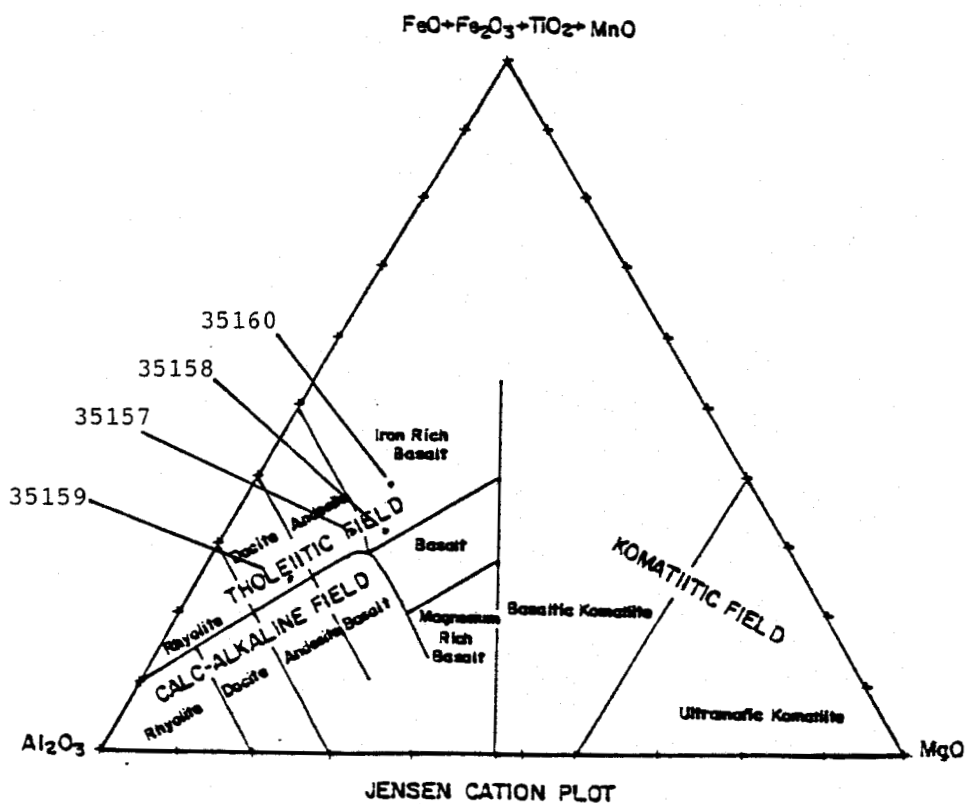 FeO+Fe₂O₃+TiO₂+MnO
35160
35158
35157
Iron Rich
Basalt
35159
Dacite
Andesite
THOLEIITIC FIELD
Basalt
KOMATIITIC FIELD
Rhyolite
CALC-ALKALINE FIELD
Magnesium
Rich
Basalt
Basaltic Komatiite
Rhyolite
Dacite
Andesite
Basalt
Ultramafic Komatiite
Al₂O₃
MgO
JENSEN CATION PLOT